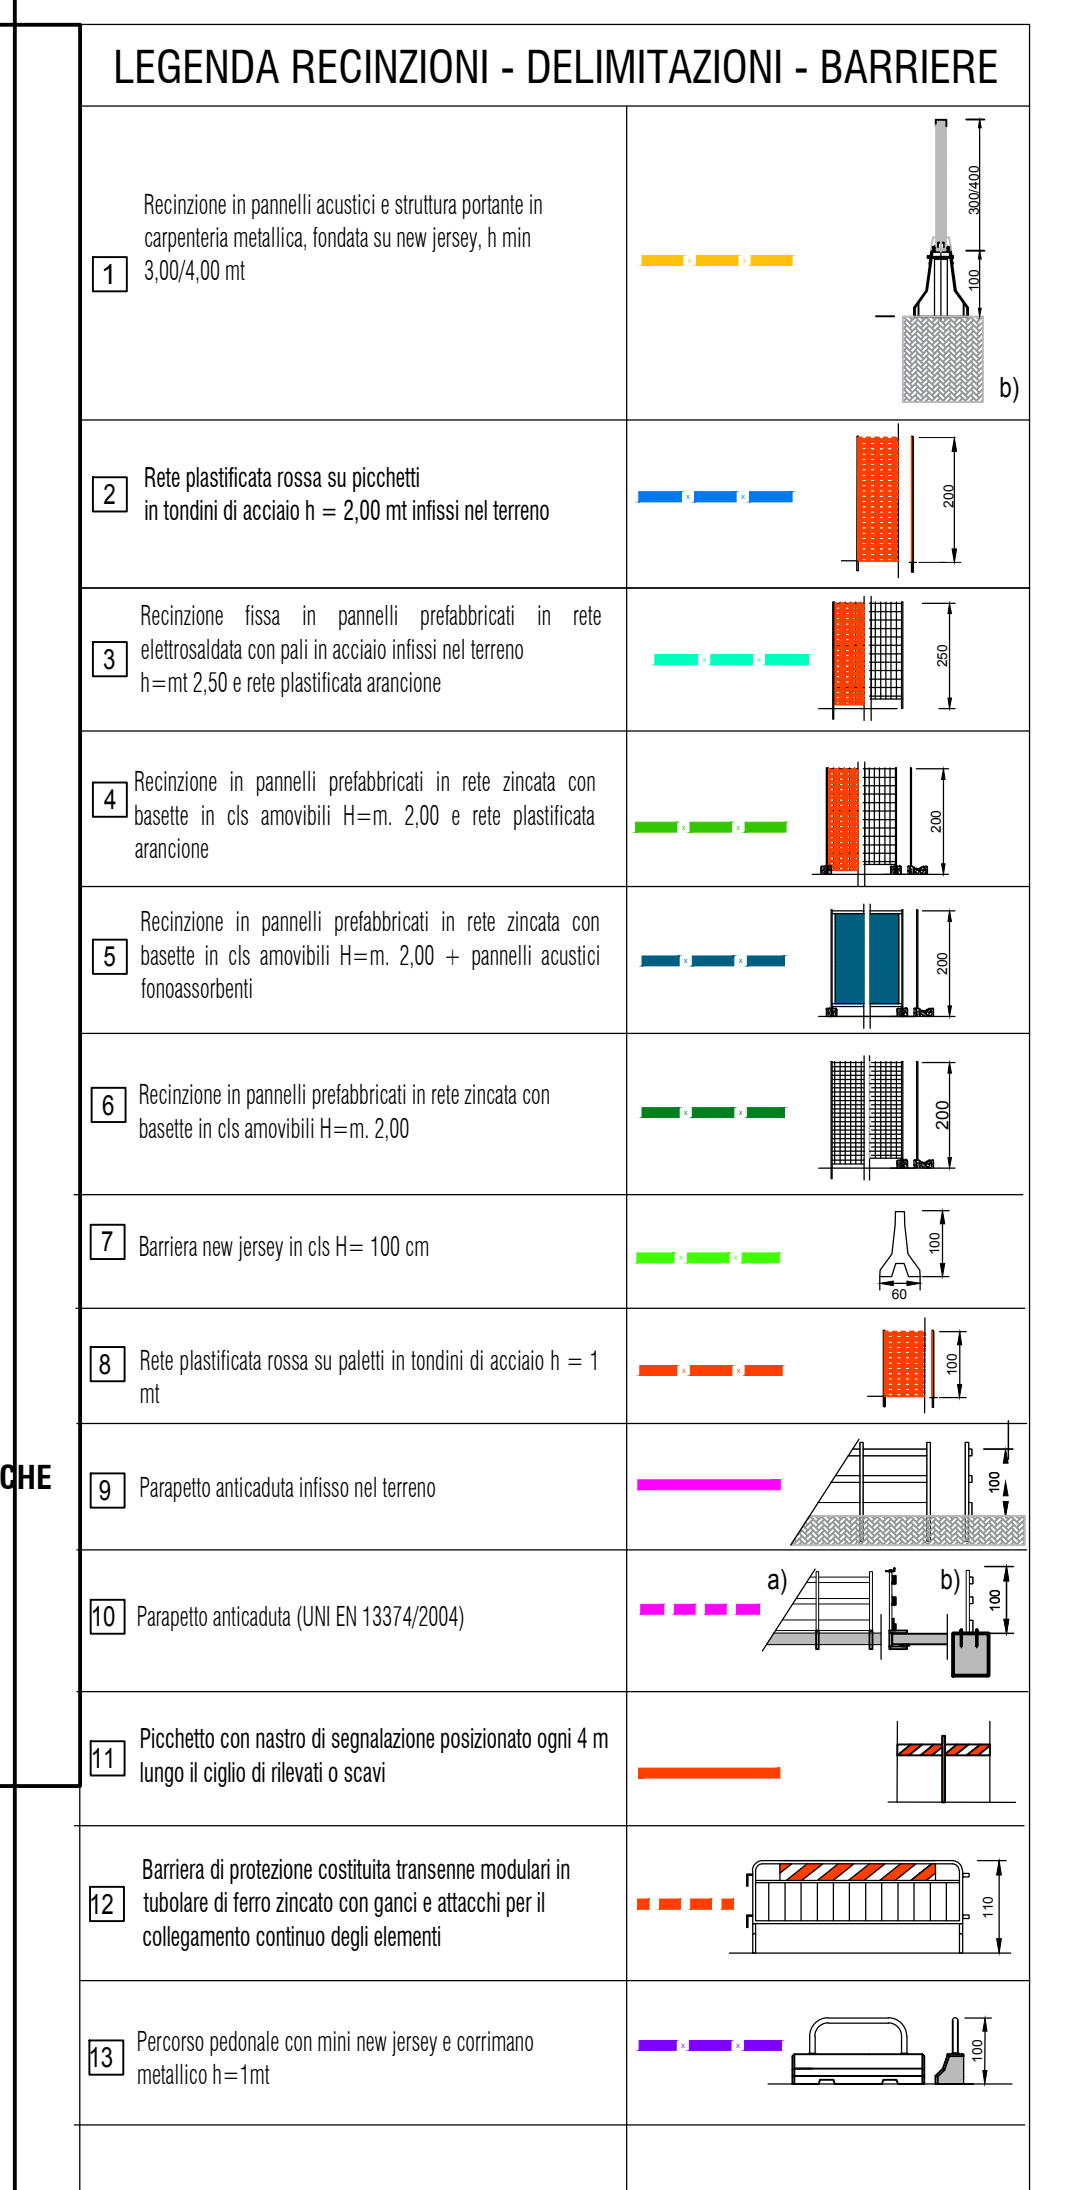 LEGENDA RECINZIONI - DELIMITAZIONI - BARRIERE
1
Recinzione in pannelli acustici e struttura portante in
carpenteria metallica, fondata su new jersey, h min
3,00/4,00 mt
300/400
100
b)
2
Rete plastificata rossa su picchetti
in tondini di acciaio h = 2,00 mt infissi nel terreno
200
3
Recinzione fissa in pannelli prefabbricati in rete
elettrosaldata con pali in acciaio infissi nel terreno
h=mt 2,50 e rete plastificata arancione
250
4
Recinzione in pannelli prefabbricati in rete zincata con
basette in cls amovibili H=m. 2,00 e rete plastificata
arancione
200
5
Recinzione in pannelli prefabbricati in rete zincata con
basette in cls amovibili H=m. 2,00 + pannelli acustici
fonoassorbenti
200
6
Recinzione in pannelli prefabbricati in rete zincata con
basette in cls amovibili H=m. 2,00
200
7
Barriera new jersey in cls H= 100 cm
100
60
8
Rete plastificata rossa su paletti in tondini di acciaio h = 1
mt
100
CHE
9
Parapetto anticaduta infisso nel terreno
100
10
Parapetto anticaduta (UNI EN 13374/2004)
a)
b)
100
11
Picchetto con nastro di segnalazione posizionato ogni 4 m
lungo il ciglio di rilevati o scavi
12
Barriera di protezione costituita transenne modulari in
tubolare di ferro zincato con ganci e attacchi per il
collegamento continuo degli elementi
110
13
Percorso pedonale con mini new jersey e corrimano
metallico h=1mt
100